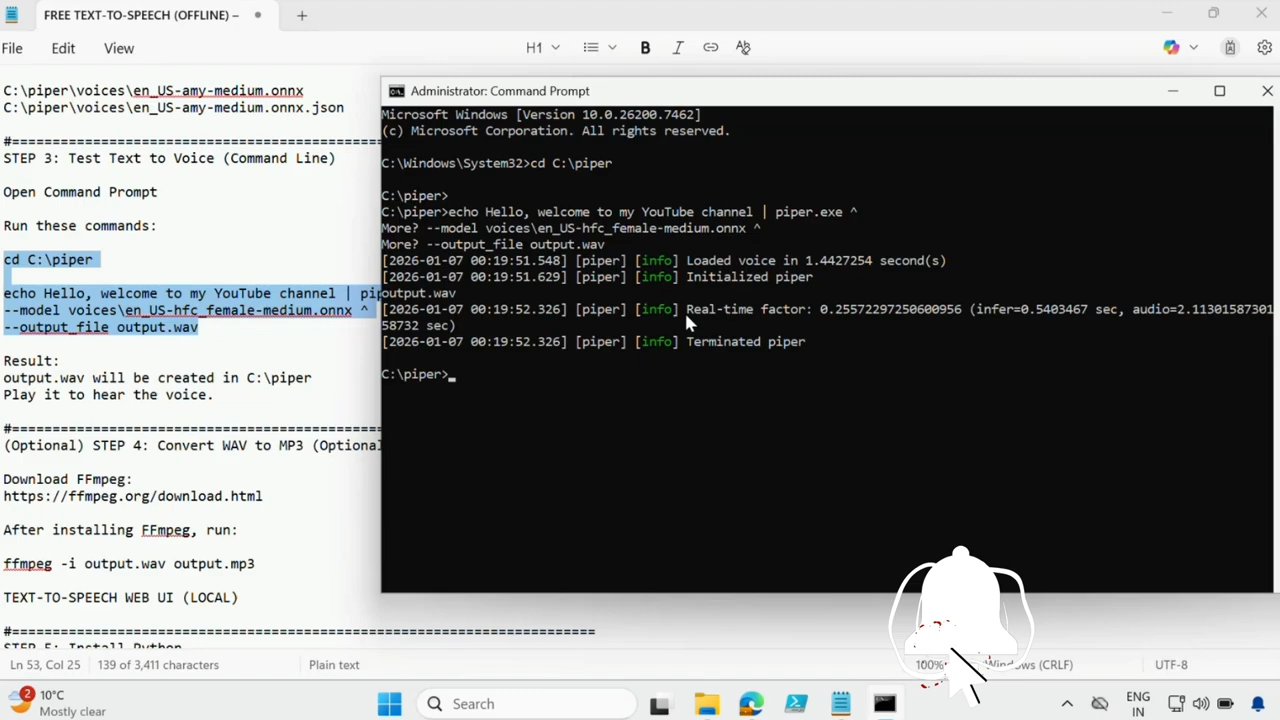 FREE TEXT-TO-SPEECH (OFFLINE) –
File Edit View
H1
C:\piper\voices\en_US-amy-medium.onnx
C:\piper\voices\en_US-amy-medium.onnx.json
#==========================================
STEP 3: Test Text to Voice (Command Line)
Open Command Prompt
Run these commands:
cd C:\piper
echo Hello, welcome to my YouTube channel |
--model voices\en_US-hfc_female-medium.onnx ^
--output_file output.wav
Result:
output.wav will be created in C:\piper
Play it to hear the voice.
#==========================================
(Optional) STEP 4: Convert WAV to MP3
Download FFmpeg:
https://ffmpeg.org/download.html
After installing FFmpeg, run:
ffmpeg -i output.wav output.mp3
TEXT-TO-SPEECH WEB UI (LOCAL)
#==================================================================
STEP 5: Install Python
Administrator: Command Prompt
Microsoft Windows [Version 10.0.26200.7462]
(c) Microsoft Corporation. All rights reserved.
C:\Windows\System32>cd C:\piper
C:\piper>
C:\piper>echo Hello, welcome to my YouTube channel | piper.exe ^
More? --model voices\en_US-hfc_female-medium.onnx ^
More? --output_file output.wav
[2026-01-07 00:19:51.548] [piper] [info] Loaded voice in 1.4427254 second(s)
[2026-01-07 00:19:51.629] [piper] [info] Initialized piper
output.wav
[2026-01-07 00:19:52.326] [piper] [info] Real-time factor: 0.25572297250600956 (infer=0.5403467 sec, audio=2.11301587301
58732 sec)
[2026-01-07 00:19:52.326] [piper] [info] Terminated piper
C:\piper>
Ln 53, Col 25 139 of 3,411 characters Plain text 100% Windows (CRLF) UTF-8
2
10°C
Mostly clear
Search
ENG
IN